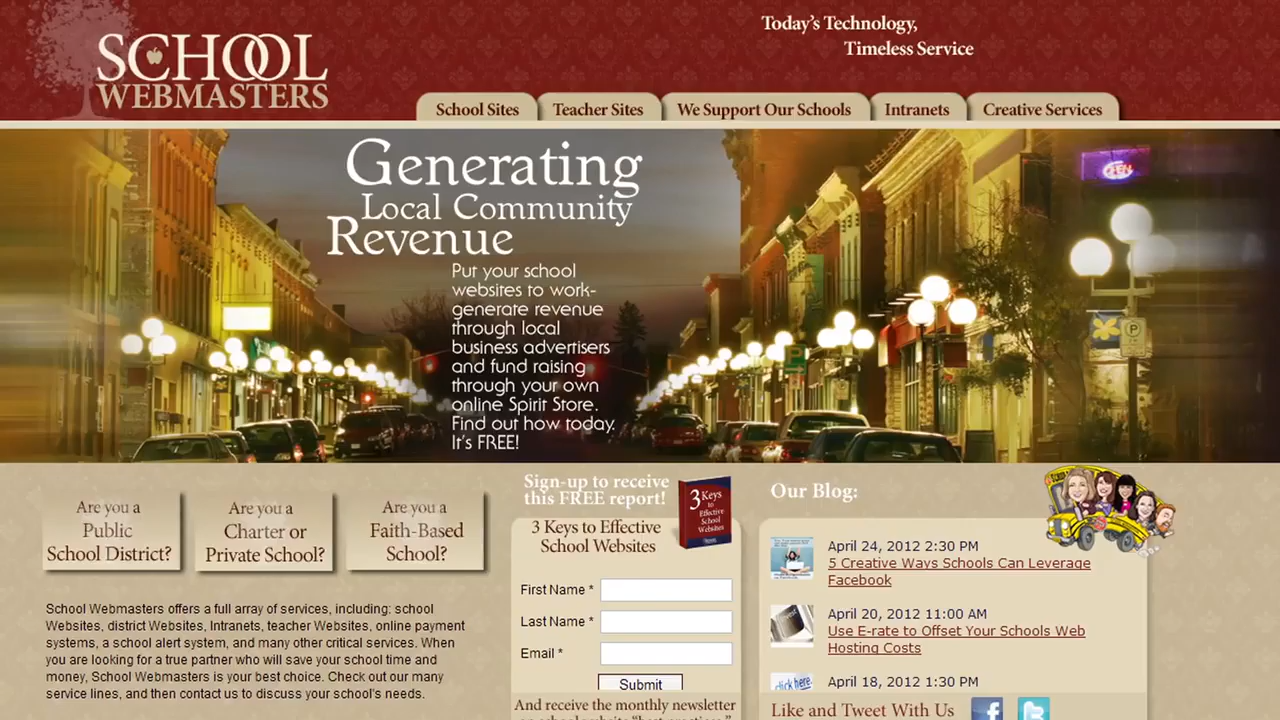 SCHOOL
WEBMASTERS
Today's Technology,
Timeless Service
School Sites
Teacher Sites
We Support Our Schools
Intranets
Creative Services
Generating
Local Community
Revenue
Put your school
websites to work-
generate revenue
through local
business advertisers
and fund raising
through your own
online Spirit Store.
Find out how today.
It's FREE!
OPEN
P
P
Are you a
Public
School District?
Are you a
Charter or
Private School?
Are you a
Faith-Based
School?
School Webmasters offers a full array of services, including: school
Websites, district Websites, Intranets, teacher Websites, online payment
systems, a school alert system, and many other critical services. When
you are looking for a true partner who will save your school time and
money, School Webmasters is your best choice. Check out our many
service lines, and then contact us to discuss your school's needs.
Sign-up to receive
this FREE report!
3 Keys
to
Effective
School
Websites
3 Keys to Effective
School Websites
First Name *
Last Name *
Email *
Submit
And receive the monthly newsletter
Our Blog:
April 24, 2012 2:30 PM
5 Creative Ways Schools Can Leverage
Facebook
April 20, 2012 11:00 AM
Use E-rate to Offset Your Schools Web
Hosting Costs
click here
April 18, 2012 1:30 PM
Like and Tweet With Us